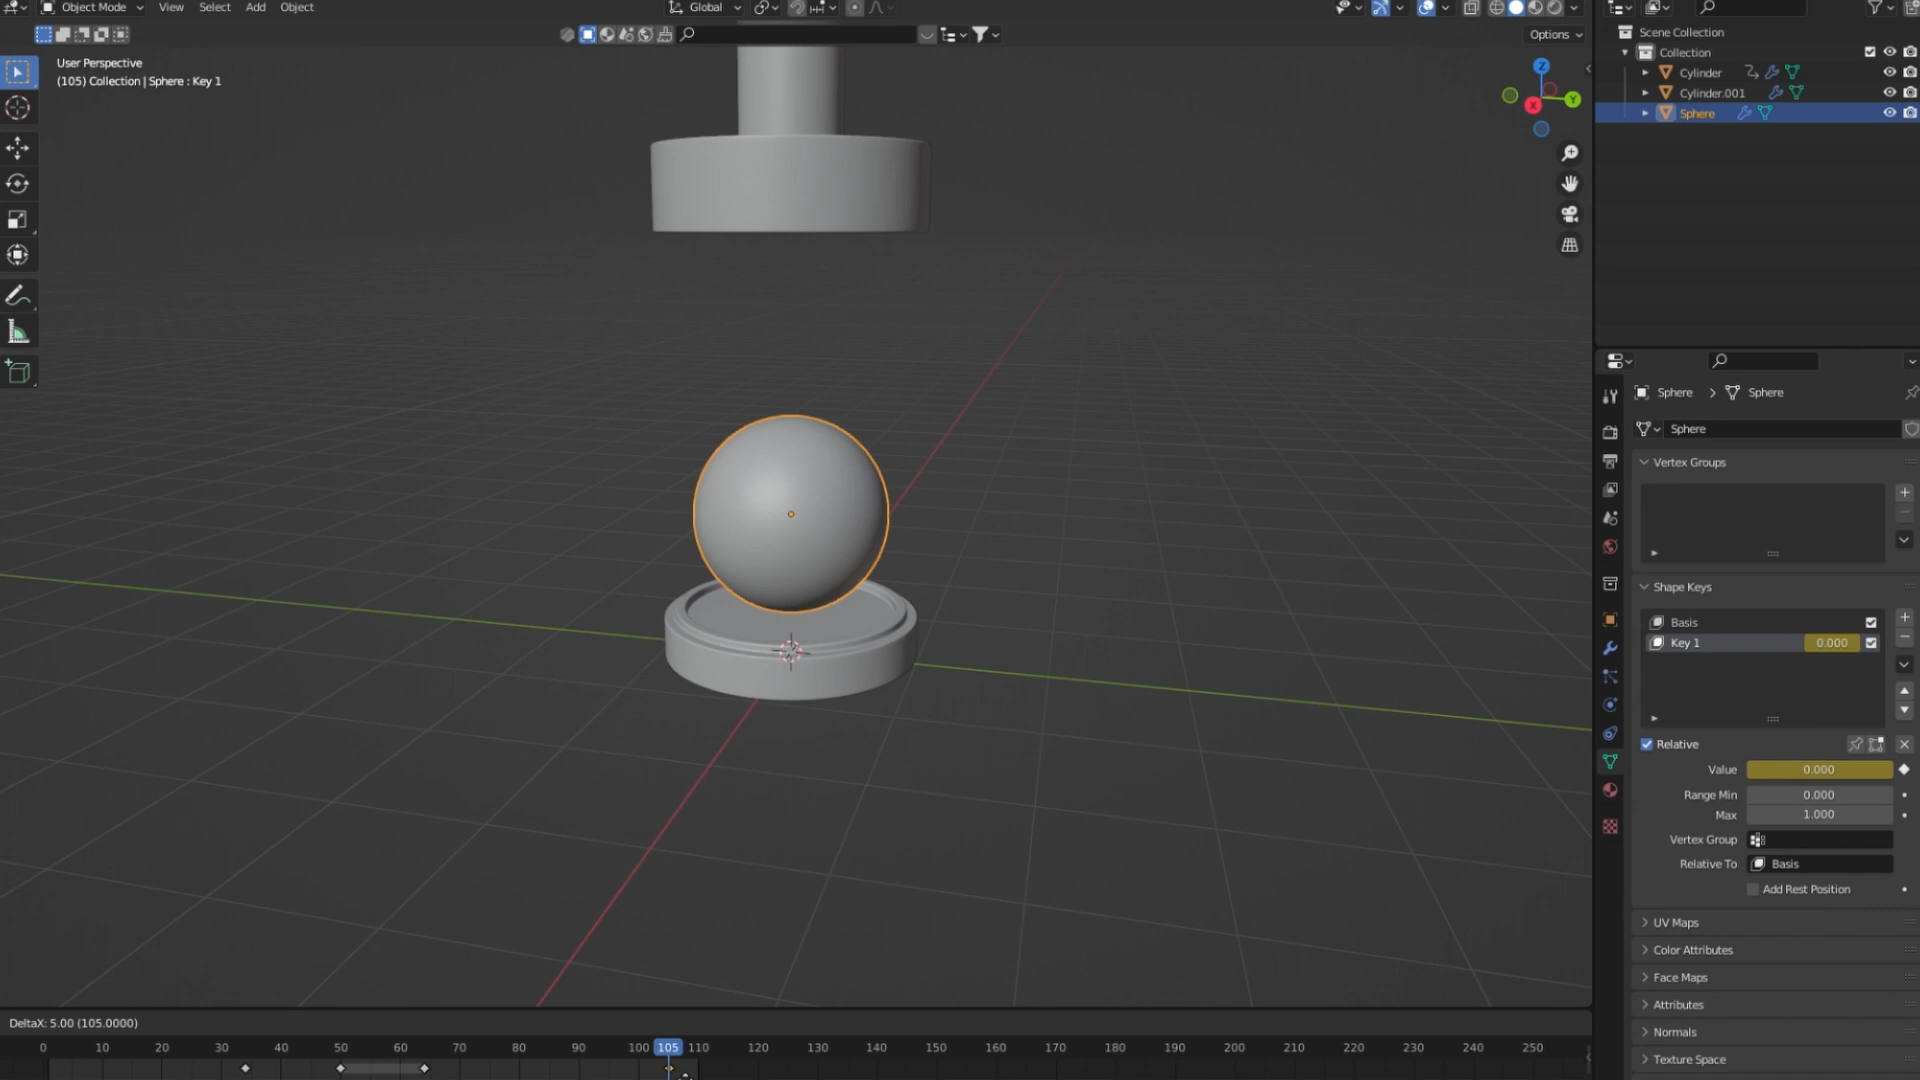 Object Mode View Select Add Object Global
Options
User Perspective
(105) Collection | Sphere : Key 1
Z
Y
X
Scene Collection
Collection
Cylinder
Cylinder.001
Sphere
Sphere > Sphere
Sphere
Vertex Groups
Shape Keys
Basis
Key 1 0.000
Relative
Value 0.000
Range Min 0.000
Max 1.000
Vertex Group
Relative To Basis
Add Rest Position
UV Maps
Color Attributes
Face Maps
Attributes
Normals
Texture Space
DeltaX: 5.00 (105.0000)
0 10 20 30 40 50 60 70 80 90 100 105 110 120 130 140 150 160 170 180 190 200 210 220 230 240 250